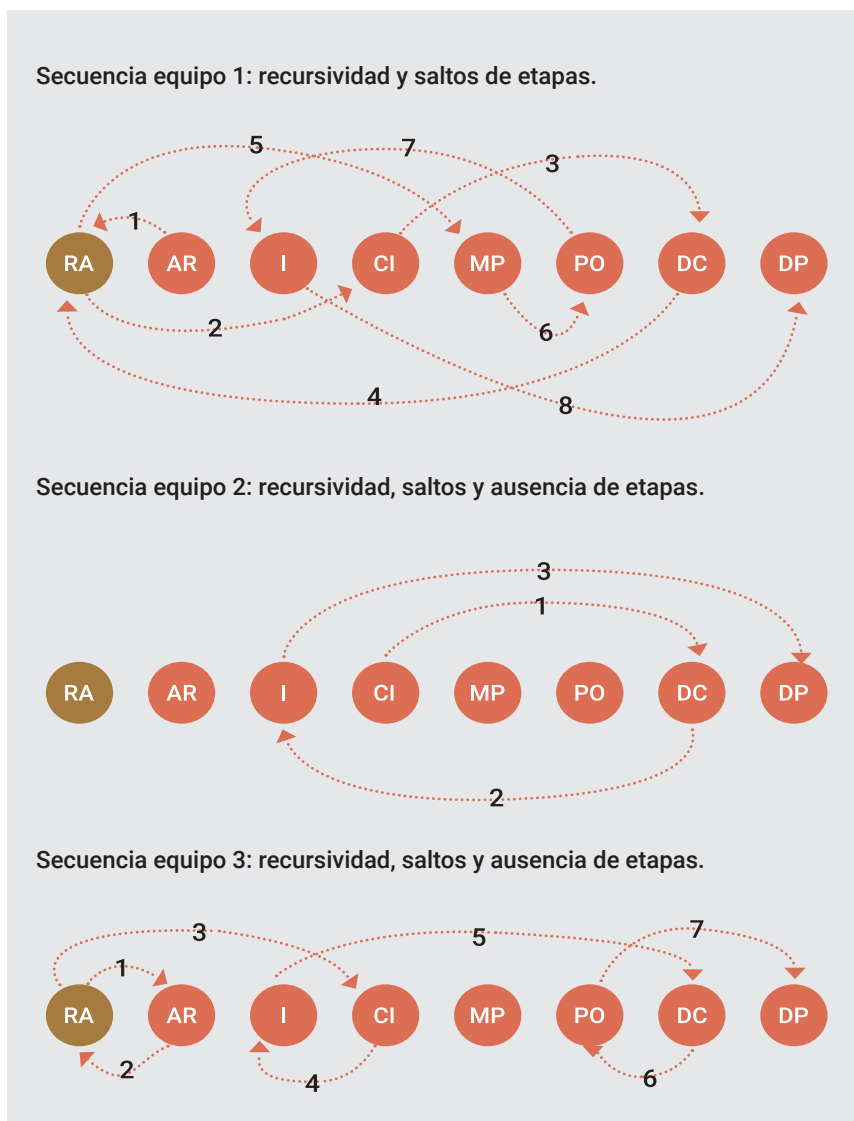 Secuencia equipo 1: recursividad y saltos de etapas.
5 7 3
1
RA AR I CI MP PO DC DP
2 6
4 8
Secuencia equipo 2: recursividad, saltos y ausencia de etapas.
3
1
RA AR I CI MP PO DC DP
2
Secuencia equipo 3: recursividad, saltos y ausencia de etapas.
3 5 7
1
RA AR I CI MP PO DC DP
2 4 6